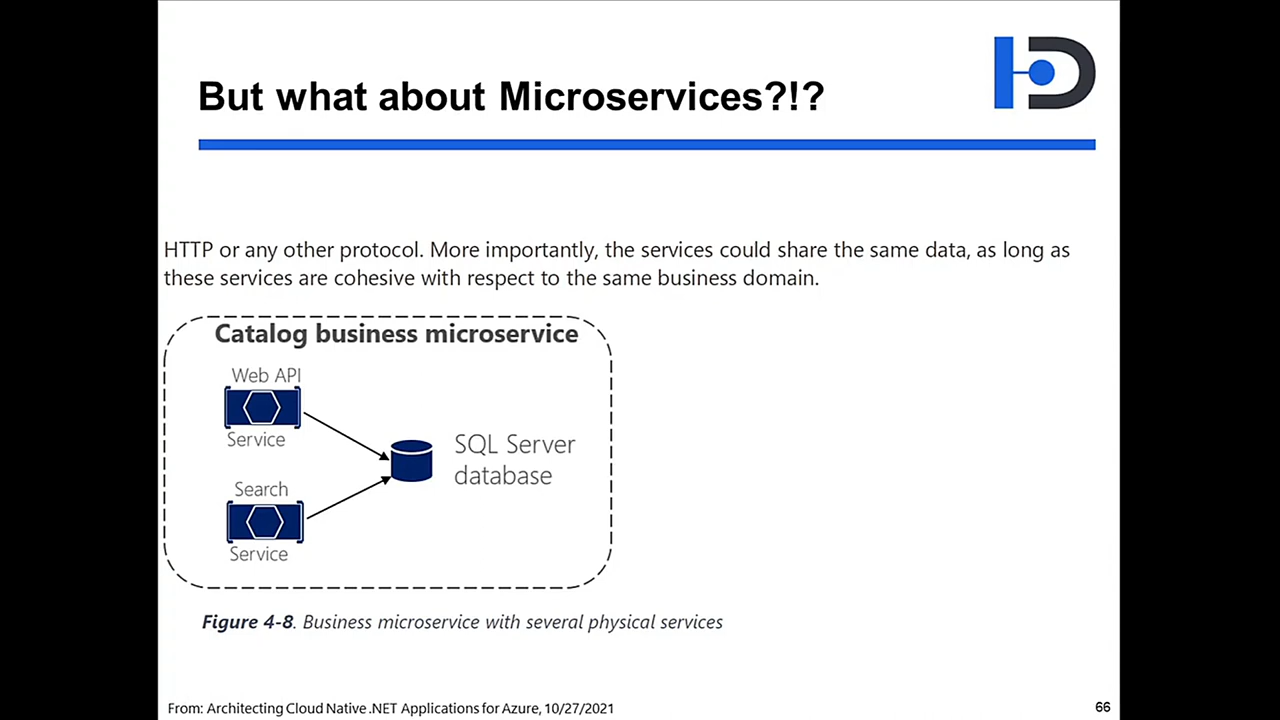 But what about Microservices?!?
HTTP or any other protocol. More importantly, the services could share the same data, as long as
these services are cohesive with respect to the same business domain.
Catalog business microservice
Web API
Service
SQL Server
database
Search
Service
Figure 4-8. Business microservice with several physical services
From: Architecting Cloud Native .NET Applications for Azure, 10/27/2021
66